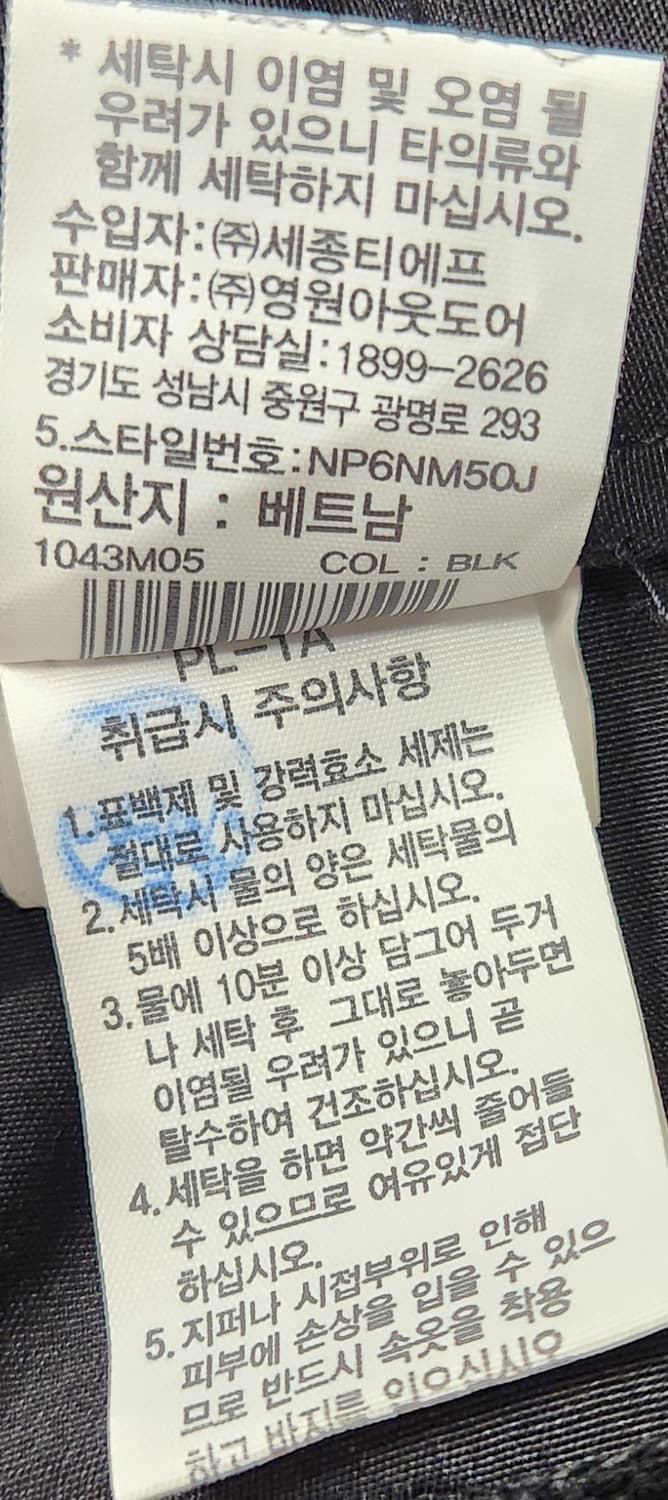 * 세탁시 이염 및 오염 될
우려가 있으니 타의류와
함께 세탁하지 마십시오.
수입자:㈜세종티에프
판매자:㈜영원아웃도어
소비자 상담실:1899-2626
경기도 성남시 중원구 광명로 293
5.스타일번호:NP6NM50J
원산지 : 베트남
1043M05 COL : BLK
PL-1A
취급시 주의사항
1.표백제 및 강력효소 세제는
절대로 사용하지 마십시오.
2.세탁시 물의 양은 세탁물의
5배 이상으로 하십시오.
3.물에 10분 이상 담그어 두거
나 세탁 후 그대로 놓아두면
이염될 우려가 있으니 곧
탈수하여 건조하십시오.
4.세탁을 하면 약간씩 줄어들
수 있으므로 여유있게 접단
하십시오.
5.지퍼나 시접부위로 인해
피부에 손상을 입을 수 있으
므로 반드시 속옷을 착용
하고 바지를 입으십시오